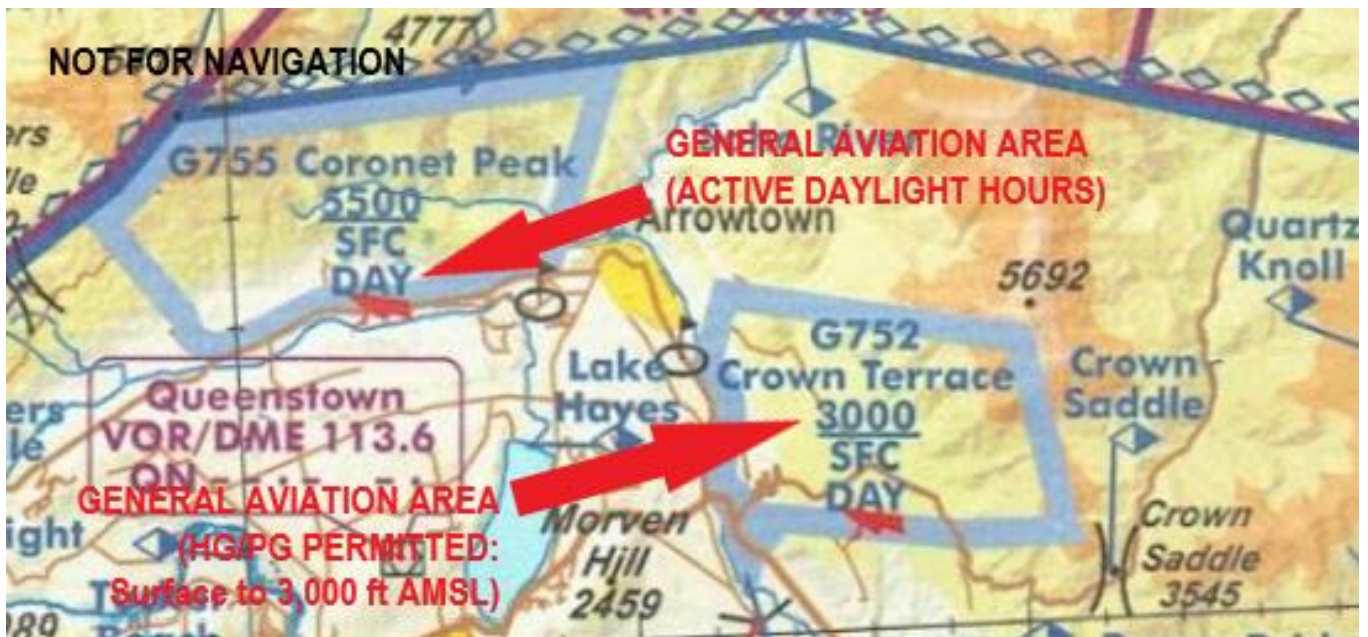 4777
NOT FOR NAVIGATION
G755 Coronet Peak
5500
SFC
DAY
GENERAL AVIATION AREA
(ACTIVE DAYLIGHT HOURS)
Arrowtown
Quartz
Knoll
5692
G752
Crown Terrace
3000
SFC
DAY
Lake
Hayes
Crown
Saddle
Queenstown
VOR/DME 113.6
QN
GENERAL AVIATION AREA
(HG/PG PERMITTED:
Surface to 3,000 ft AMSL)
Morven
Hill
2459
Crown
Saddle
3545